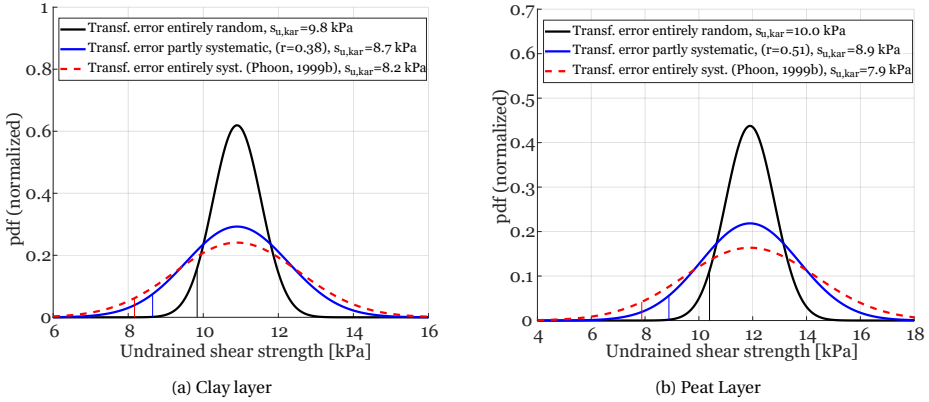 Transf. error entirely random, su,kar=9.8 kPa
Transf. error partly systematic, (r=0.38), su,kar=8.7 kPa
Transf. error entirely syst. (Phoon, 1999b), su,kar=8.2 kPa
1
0.8
0.6
0.4
0.2
0
pdf (normalized)
6 8 10 12 14 16
Undrained shear strength [kPa]
(a) Clay layer
Transf. error entirely random, su,kar=10.0 kPa
Transf. error partly systematic, (r=0.51), su,kar=8.9 kPa
Transf. error entirely syst. (Phoon, 1999b), su,kar=7.9 kPa
0.7
0.6
0.5
0.4
0.3
0.2
0.1
0
pdf (normalized)
4 6 8 10 12 14 16 18
Undrained shear strength [kPa]
(b) Peat Layer